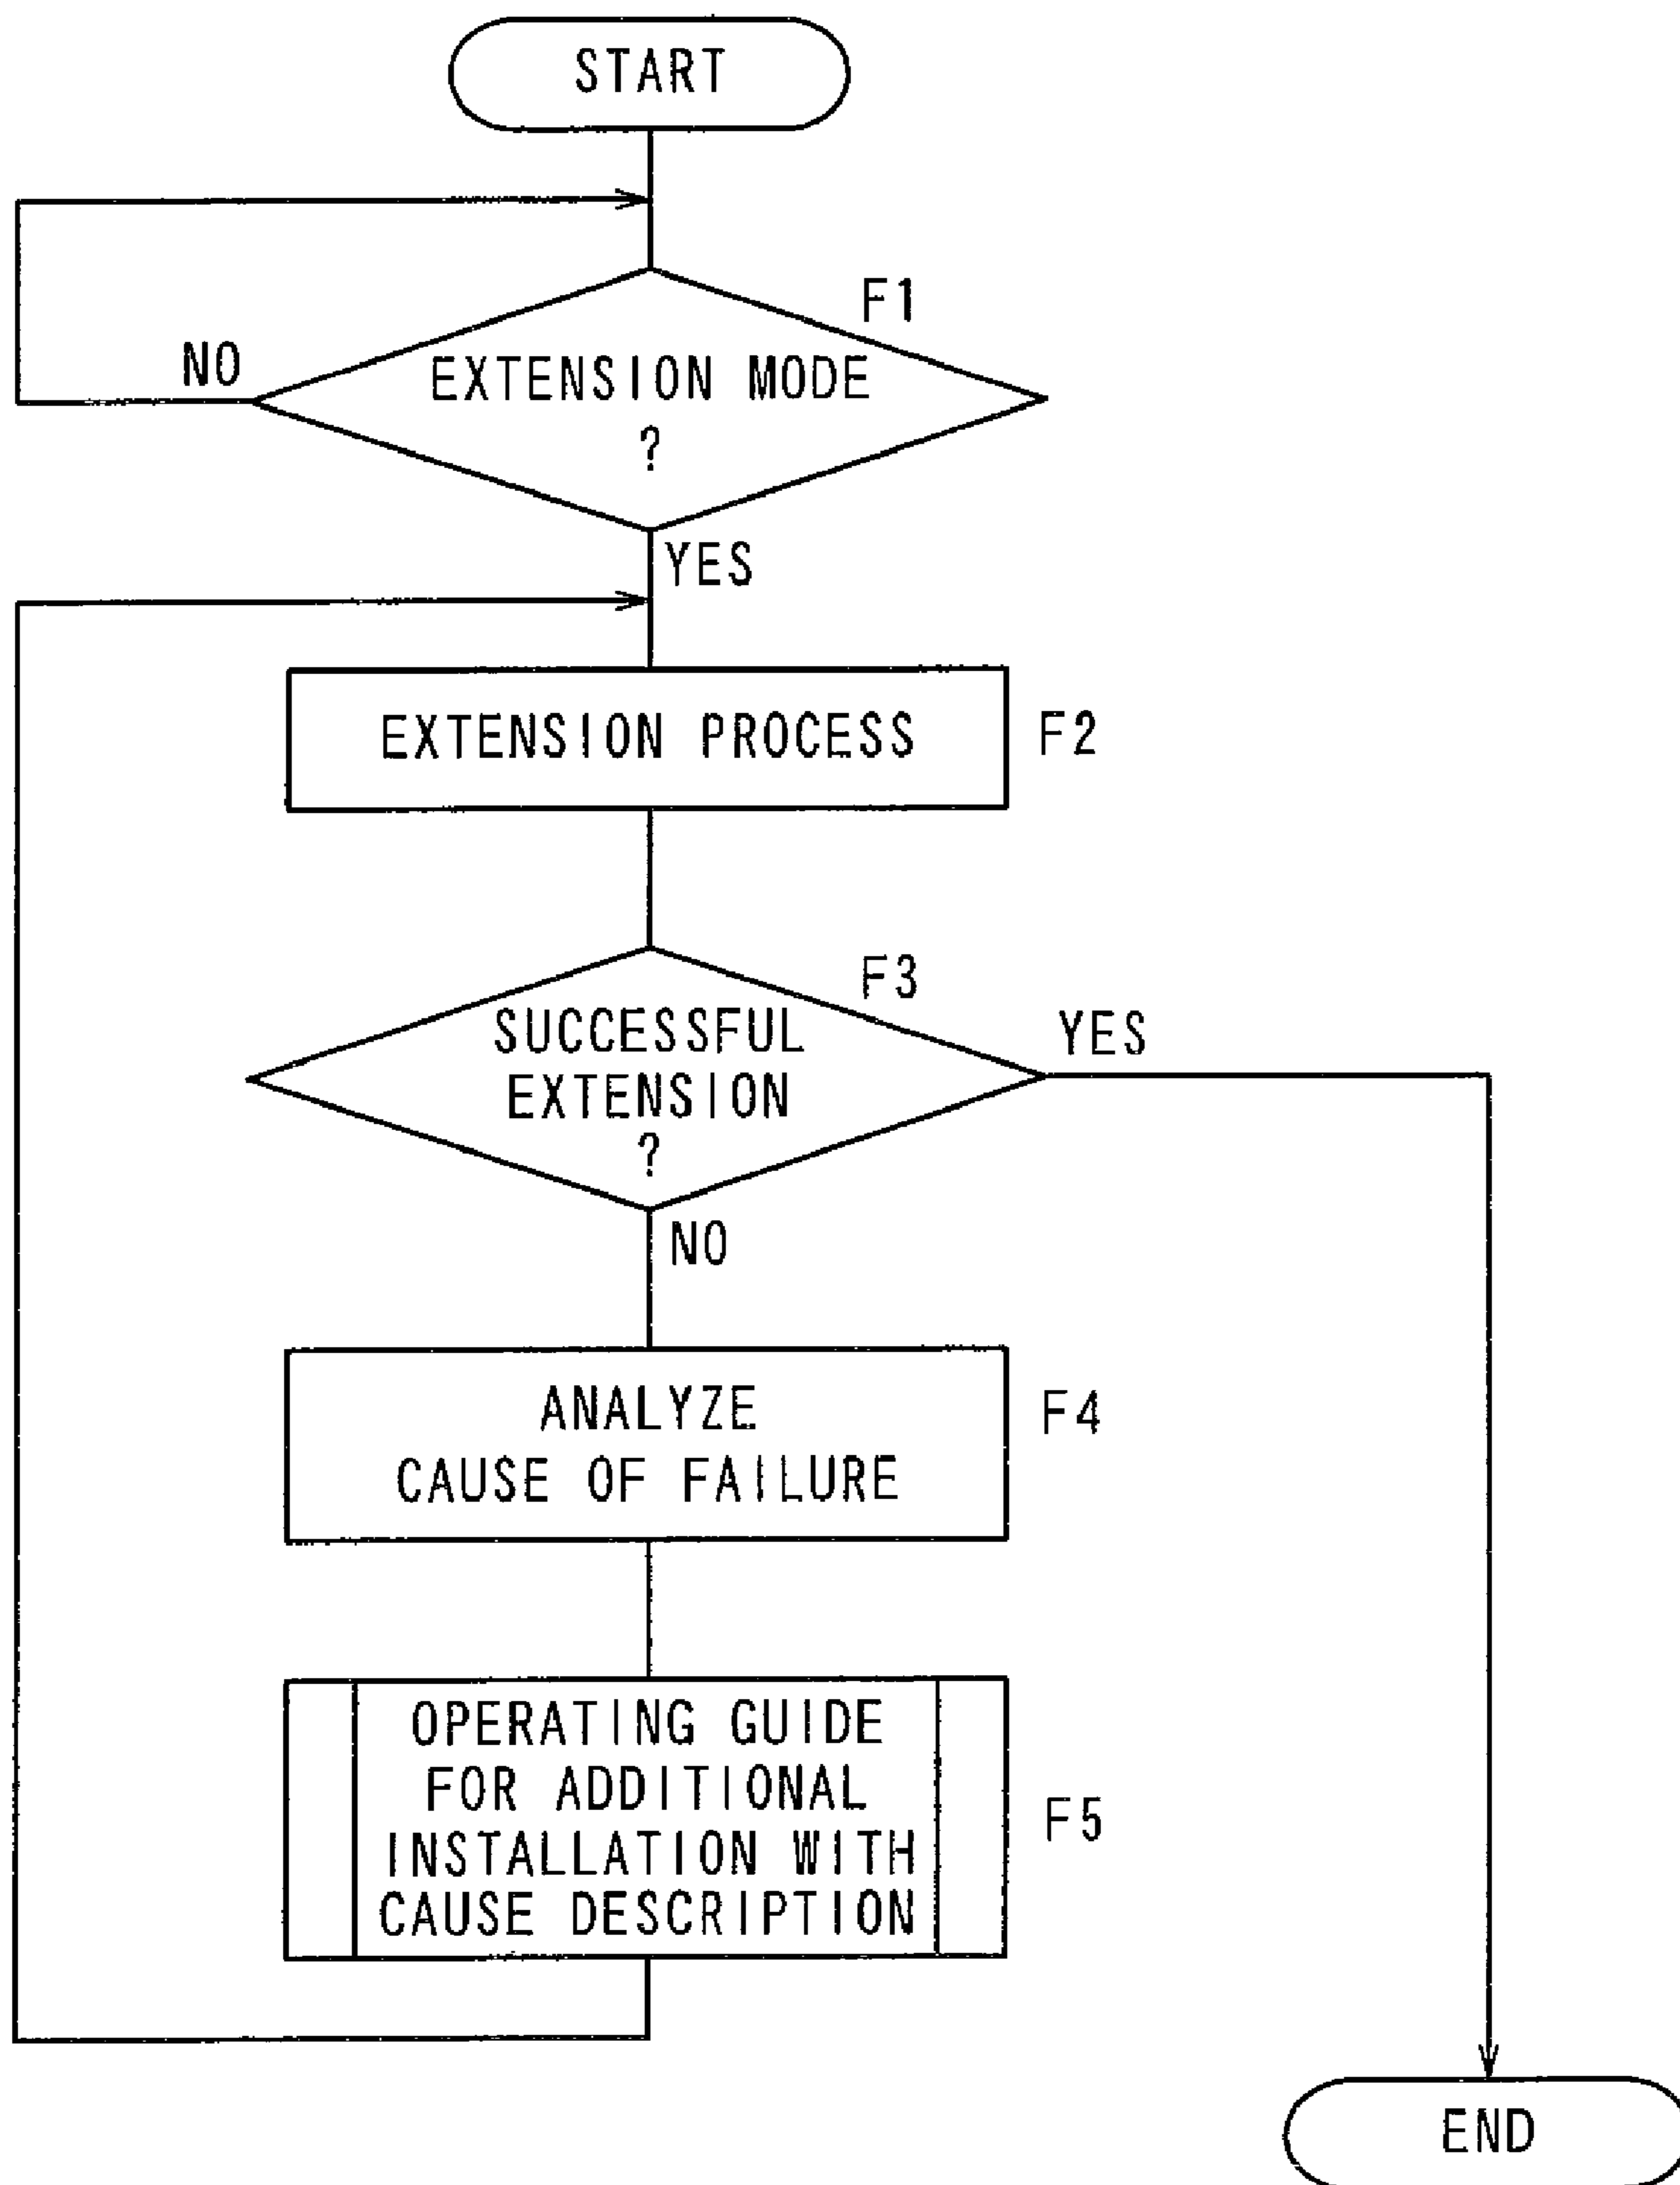 START
F1
NO
EXTENSION MODE
?
YES
EXTENSION PROCESS
F2
F3
SUCCESSFUL
EXTENSION
?
YES
NO
ANALYZE
CAUSE OF FAILURE
F4
OPERATING GUIDE
FOR ADDITIONAL
INSTALLATION WITH
CAUSE DESCRIPTION
F5
END